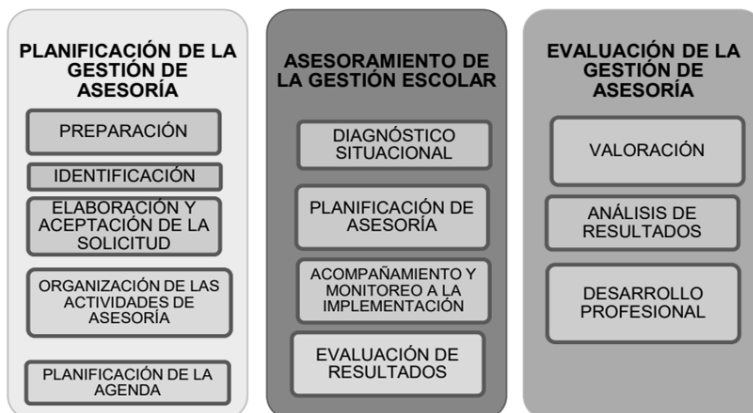 PLANIFICACIÓN DE LA
GESTIÓN DE
ASESORÍA
PREPARACIÓN
IDENTIFICACIÓN
ELABORACIÓN Y
ACEPTACIÓN DE LA
SOLICITUD
ORGANIZACIÓN DE LAS
ACTIVIDADES DE
ASESORÍA
PLANIFICACIÓN DE LA
AGENDA
ASESORAMIENTO DE
LA GESTIÓN ESCOLAR
DIAGNÓSTICO
SITUACIONAL
PLANIFICACIÓN DE
ASESORÍA
ACOMPAÑAMIENTO Y
MONITOREO A LA
IMPLEMENTACIÓN
EVALUACIÓN DE
RESULTADOS
EVALUACIÓN DE LA
GESTIÓN DE
ASESORÍA
VALORACIÓN
ANÁLISIS DE
RESULTADOS
DESARROLLO
PROFESIONAL